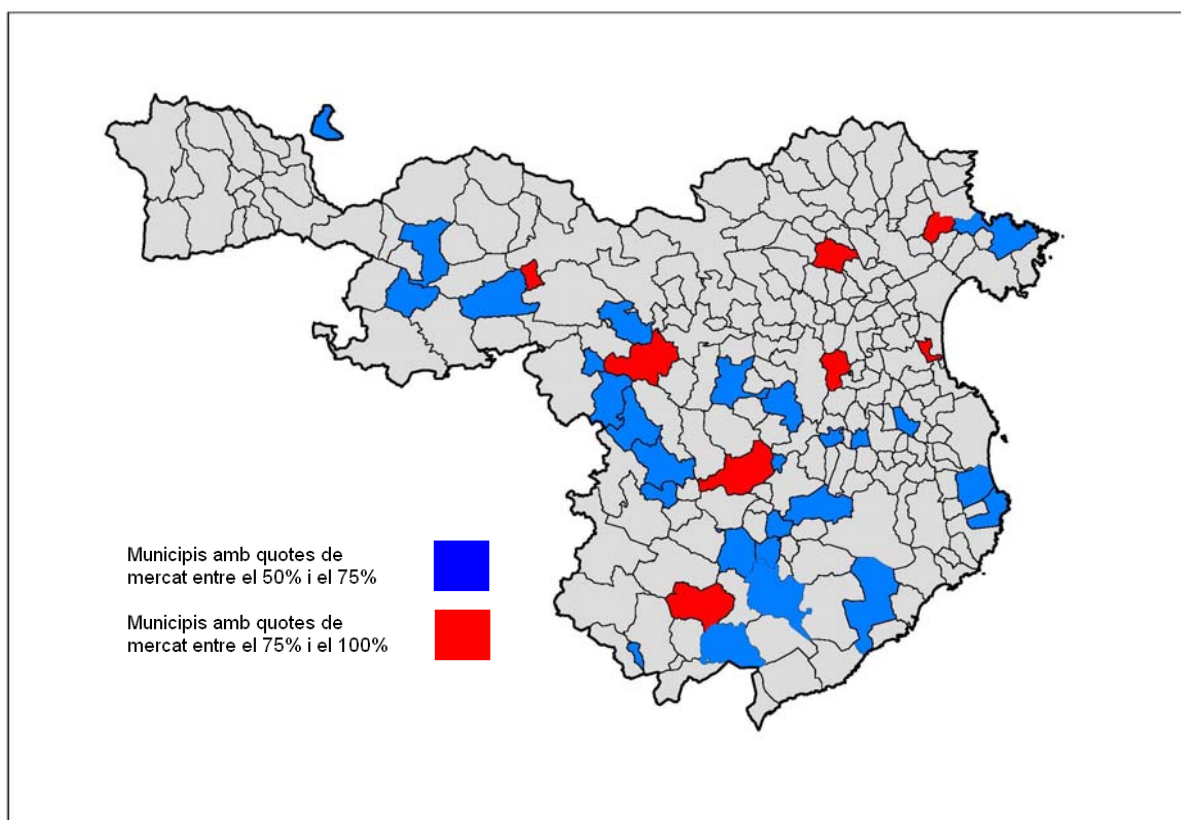 Municipis amb quotes de
mercat entre el 50% i el 75%
Municipis amb quotes de
mercat entre el 75% i el 100%